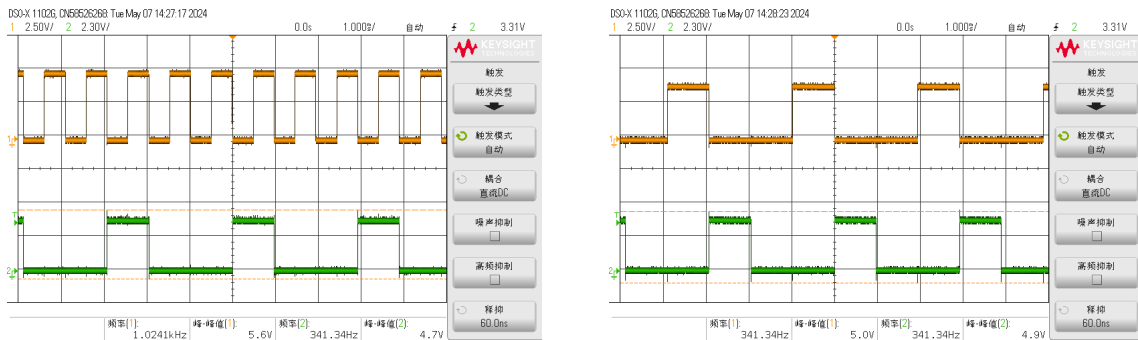 DSO-X 1102G, CN58526268: Tue May 07 14:27:17 2024
1 2.50V/ 2 2.30V/ 0.0s 1.000ms/ 自动 2 3.31V
KEYSIGHT
TECHNOLOGIES
触发
触发类型
触发模式
自动
耦合
直流DC
噪声抑制
高频抑制
释抑
60.0ns
1
T
2
频率(1): 峰-峰值(1): 频率(2): 峰-峰值(2):
1.0241kHz 5.6V 341.34Hz 4.7V
DSO-X 1102G, CN58526268: Tue May 07 14:28:23 2024
1 2.50V/ 2 2.30V/ 0.0s 1.000ms/ 自动 2 3.31V
KEYSIGHT
TECHNOLOGIES
触发
触发类型
触发模式
自动
耦合
直流DC
噪声抑制
高频抑制
释抑
60.0ns
1
T
2
频率(1): 峰-峰值(1): 频率(2): 峰-峰值(2):
341.34Hz 5.0V 341.34Hz 4.9V